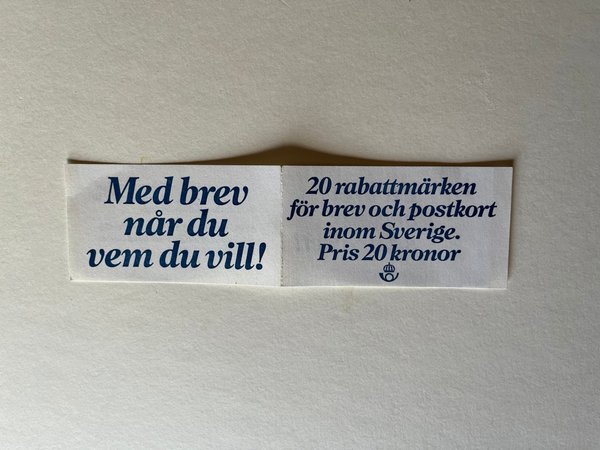 Med brev
når du
vem du vill!
20 rabattmärken
för brev och postkort
inom Sverige.
Pris 20 kronor